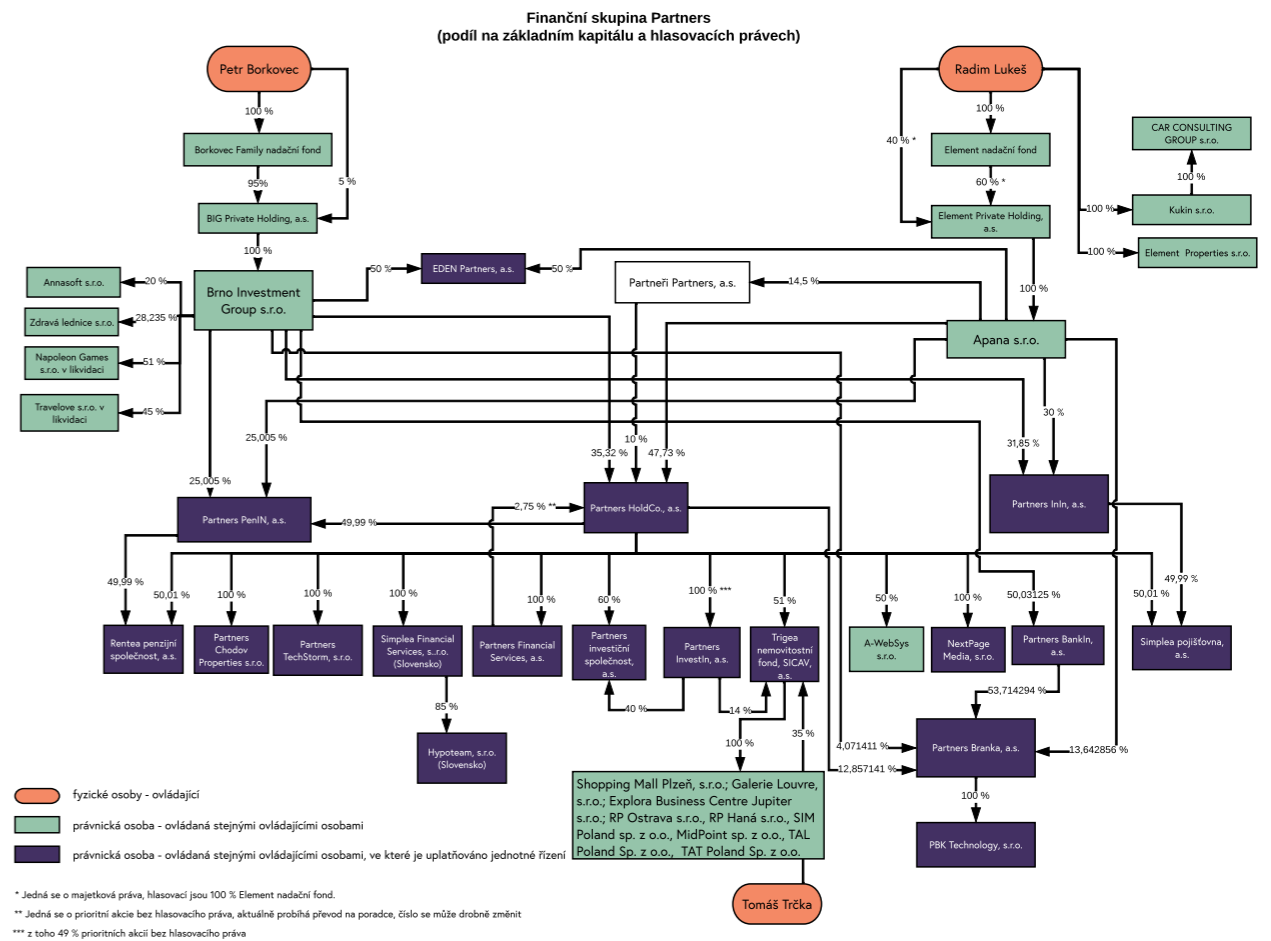 Finanční skupina Partners
(podíl na základním kapitálu a hlasovacích právech)
Petr Borkovec
Radim Lukeš
100 %
100 %
40 % *
5 %
Borkovec Family nadační fond
Element nadační fond
CAR CONSULTING
GROUP s.r.o.
100 %
95%
60 % *
BIG Private Holding, a.s.
Element Private Holding,
a.s.
100 %
Kukin s.r.o.
100 %
100 %
Element  Properties s.r.o.
100 %
Annasoft s.r.o.
20 %
Zdravá lednice s.r.o.
28,235 %
Napoleon Games
s.r.o. v likvidaci
51 %
Travelove s.r.o. v
likvidaci
45 %
Brno Investment
Group s.r.o.
50 %
EDEN Partners, a.s.
50 %
Partneři Partners, a.s.
14,5 %
Apana s.r.o.
25,005 %
25,005 %
35,32 %
10 %
47,73 %
31,85 %
30 %
Partners PenIN, a.s.
49,99 %
2,75 % **
Partners HoldCo., a.s.
Partners InIn, a.s.
49,99 %
50,01 %
100 %
100 %
100 %
100 %
60 %
100 % ***
51 %
50 %
100 %
50,03125 %
50,01 %
49,99 %
Rentea penzijní
společnost, a.s.
Partners
Chodov
Properties s.r.o.
Partners
TechStorm, s.r.o.
Simplea Financial
Services, s..r.o.
(Slovensko)
Partners Financial
Services, a.s.
Partners
investiční
společnost,
a.s.
Partners
InvestIn, a.s.
Trigea
nemovitostní
fond, SICAV,
a.s.
A-WebSys
s.r.o.
NextPage
Media, s.r.o.
Partners BankIn,
a.s.
Simplea pojišťovna,
a.s.
85 %
40 %
14 %
100 %
35 %
53,714294 %
4,071411 %
12,857141 %
13,642856 %
Hypoteam, s.r.o.
(Slovensko)
Partners Branka, a.s.
100 %
PBK Technology, s.r.o.
Shopping Mall Plzeň, s.r.o.; Galerie Louvre,
s.r.o.; Explora Business Centre Jupiter
s.r.o.; RP Ostrava s.r.o., RP Haná s.r.o., SIM
Poland sp. z o.o., MidPoint sp. z o.o., TAL
Poland Sp. z o.o.,  TAT Poland Sp. z o.o.
Tomáš Trčka
fyzické osoby - ovládající
právnická osoba - ovládaná stejnými ovládajícími osobami
právnická osoba - ovládaná stejnými ovládajícími osobami, ve které je uplatňováno jednotné řízení
* Jedná se o majetková práva, hlasovací jsou 100 % Element nadační fond.
** Jedná se o prioritní akcie bez hlasovacího práva, aktuálně probíhá převod na poradce, číslo se může drobně změnit
*** z toho 49 % prioritních akcií bez hlasovacího práva